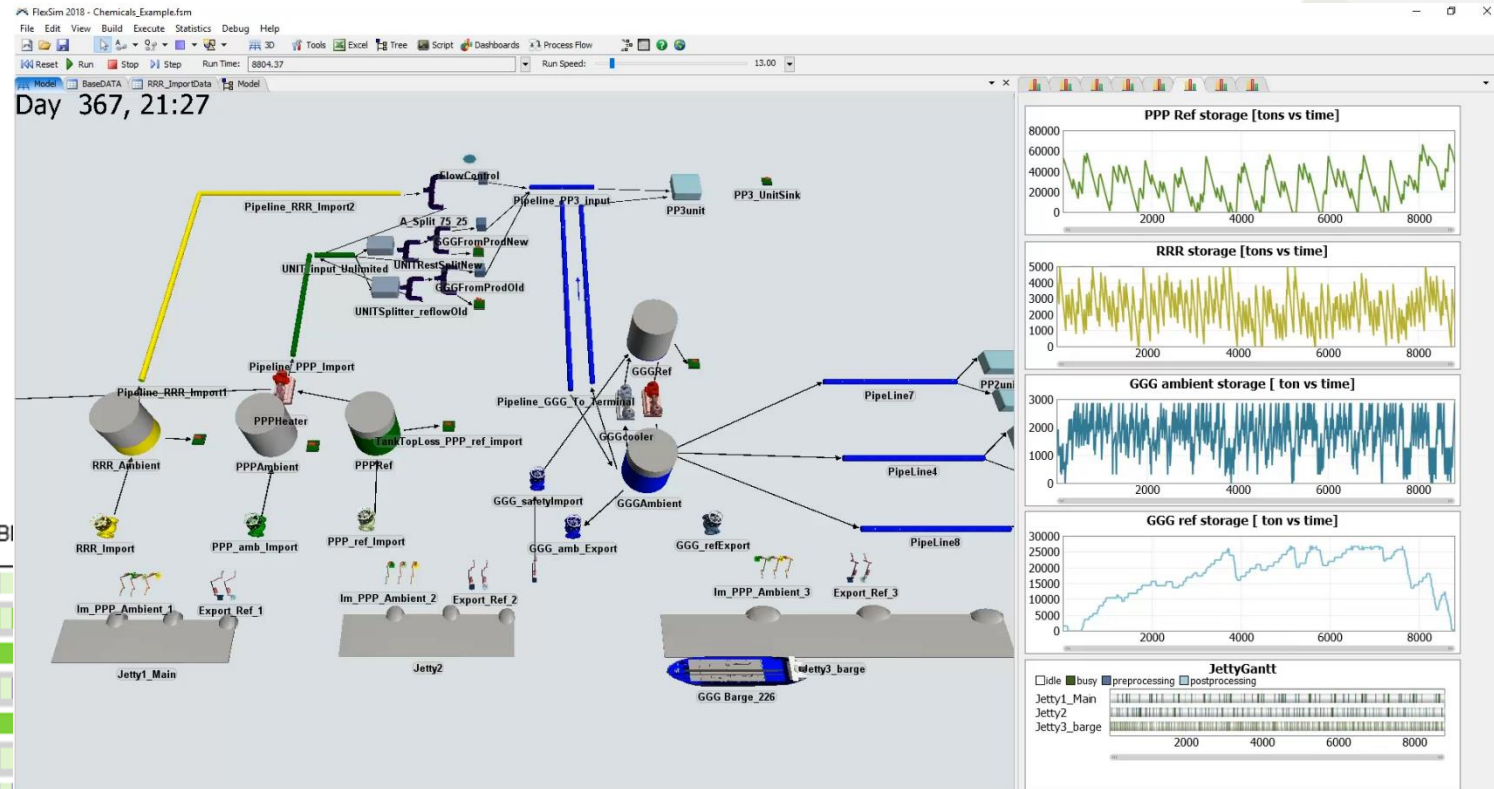 FlexSim 2018 - Chemicals_Example.fsm
File Edit View Build Execute Statistics Debug Help
3D Tools Excel Tree Script Dashboards Process Flow
Reset Run Stop Step Run Time: 8804.37 Run Speed: 13.00
Model BaseDATA RRR_ImportData Model
Day 367, 21:27
FlowControl
Pipeline_RRR_Import2
Pipeline_PP3_input
PP3unit
PP3_UnitSink
A_Split_75_25
GGGFromProdNew
UNIT_input_Unlimited
UNITRestSplitNew
GGGFromProdOld
UNITSplitter_reflowOld
Pipeline_PPP_Import
Pipeline_RRR_Import1
PPPHeater
GGGRef
Pipeline_GGG_To_Terminal
PipeLine7
GGGcooler
TankTopLoss_PPP_ref_import
RRR_Ambient
PPPAmbient
PPPRef
PipeLine4
GGG_safetyImport
GGGAmbient
RRR_Import
PPP_amb_Import
PPP_ref_Import
GGG_amb_Export
GGG_refExport
PipeLine8
Im_PPP_Ambient_1
Export_Ref_1
Im_PPP_Ambient_2
Export_Ref_2
Im_PPP_Ambient_3
Export_Ref_3
Jetty1_Main
Jetty2
Jetty3_barge
GGG Barge_226
PPP Ref storage [tons vs time]
80000
60000
40000
20000
0
2000 4000 6000 8000
RRR storage [tons vs time]
5000
4000
3000
2000
1000
0
2000 4000 6000 8000
GGG ambient storage [ ton vs time]
3000
2000
1000
0
2000 4000 6000 8000
GGG ref storage [ ton vs time]
30000
25000
20000
15000
10000
5000
0
2000 4000 6000 8000
JettyGantt
idle busy preprocessing postprocessing
Jetty1_Main
Jetty2
Jetty3_barge
2000 4000 6000 8000